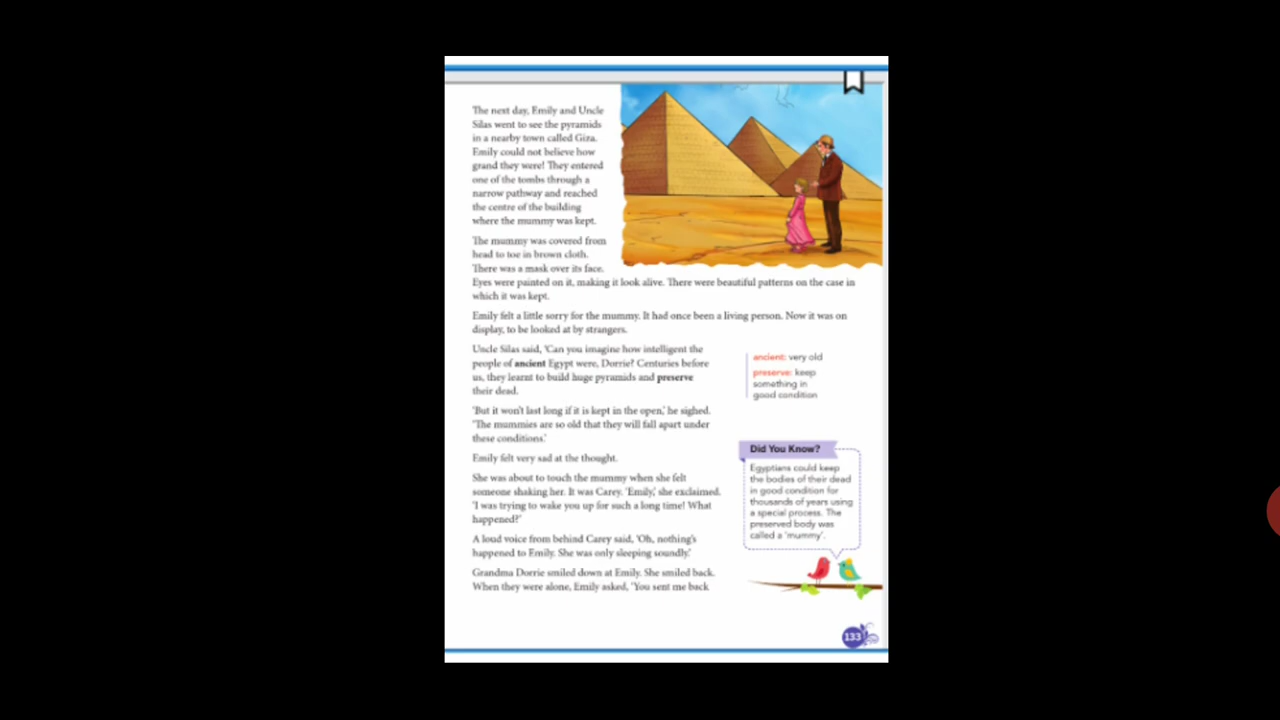 The next day, Emily and Uncle
Silas went to see the pyramids
in a nearby town called Giza.
Emily could not believe how
grand they were! They entered
one of the tombs through a
narrow pathway and reached
the centre of the building
where the mummy was kept.
The mummy was covered from
head to toe in brown cloth.
There was a mask over its face.
Eyes were painted on it, making it look alive. There were beautiful patterns on the case in
which it was kept.
Emily felt a little sorry for the mummy. It had once been a living person. Now it was on
display, to be looked at by strangers.
Uncle Silas said, 'Can you imagine how intelligent the
people of ancient Egypt were, Dorrie? Centuries before
us, they learnt to build huge pyramids and preserve
their dead.
'But it won't last long if it is kept in the open,' he sighed.
'The mummies are so old that they will fall apart under
these conditions.'
Emily felt very sad at the thought.
She was about to touch the mummy when she felt
someone shaking her. It was Carey. 'Emily,' she exclaimed.
'I was trying to wake you up for such a long time! What
happened?'
A loud voice from behind Carey said, 'Oh, nothing's
happened to Emily. She was only sleeping soundly.'
Grandma Dorrie smiled down at Emily. She smiled back.
When they were alone, Emily asked, 'You sent me back
ancient: very old
preserve: keep
something in
good condition
Did You Know?
Egyptians could keep
the bodies of their dead
in good condition for
thousands of years using
a special process. The
preserved body was
called a 'mummy'.
133